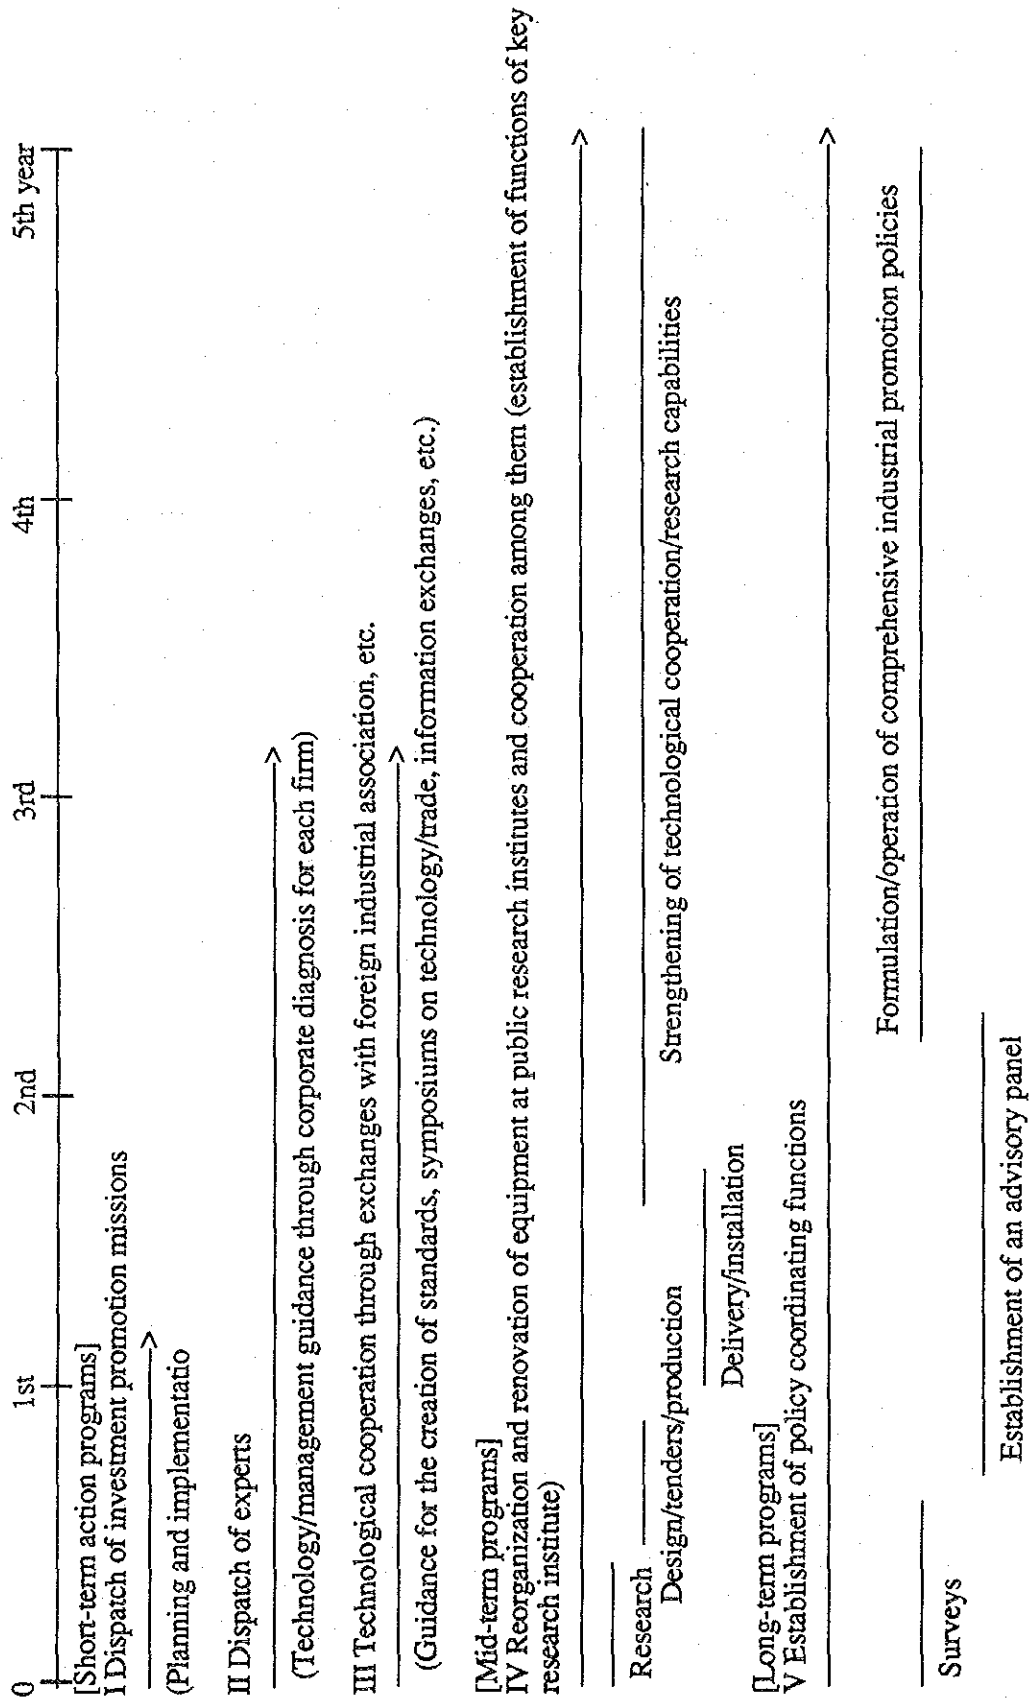 0 1st 2nd 3rd 4th 5th year
[Short-term action programs]
I Dispatch of investment promotion missions
(Planning and implementatio
II Dispatch of experts
(Technology/management guidance through corporate diagnosis for each firm)
III Technological cooperation through exchanges with foreign industrial association, etc.
(Guidance for the creation of standards, symposiums on technology/trade, information exchanges, etc.)
[Mid-term programs]
IV Reorganization and renovation of equipment at public research institutes and cooperation among them (establishment of functions of key
research institute)
Research
Design/tenders/production
Strengthening of technological cooperation/research capabilities
Delivery/installation
[Long-term programs]
V Establishment of policy coordinating functions
Formulation/operation of comprehensive industrial promotion policies
Surveys
Establishment of an advisory panel